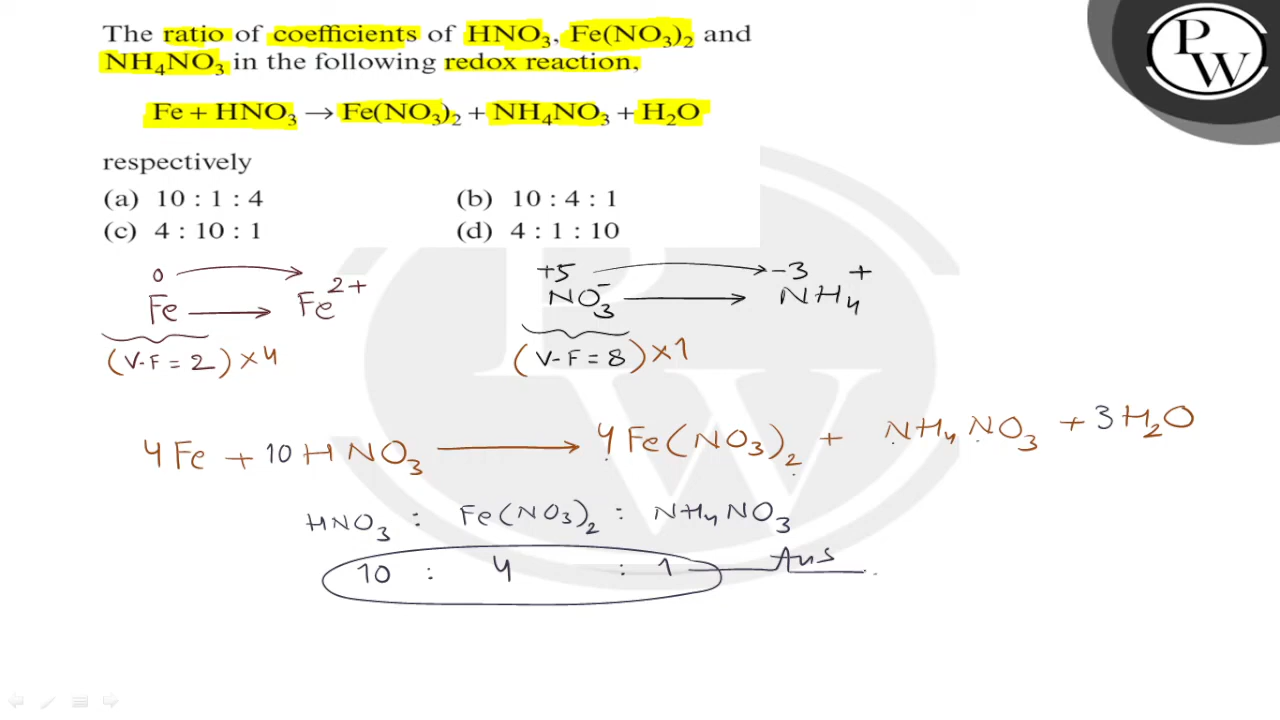 The ratio of coefficients of HNO₃, Fe(NO₃)₂ and
NH₄NO₃ in the following redox reaction,
Fe + HNO₃ → Fe(NO₃)₂ + NH₄NO₃ + H₂O
respectively
(a) 10 : 1 : 4 (b) 10 : 4 : 1
(c) 4 : 10 : 1 (d) 4 : 1 : 10
0 +5 -3 +
Fe → Fe²⁺ NO₃⁻ → NH₄
(V-F = 2) × 4 (V-F = 8) × 1
4Fe + 10HNO₃ → 4Fe(NO₃)₂ + NH₄NO₃ + 3H₂O
HNO₃ : Fe(NO₃)₂ : NH₄NO₃
10 : 4 : 1 Ans
P
W
PW